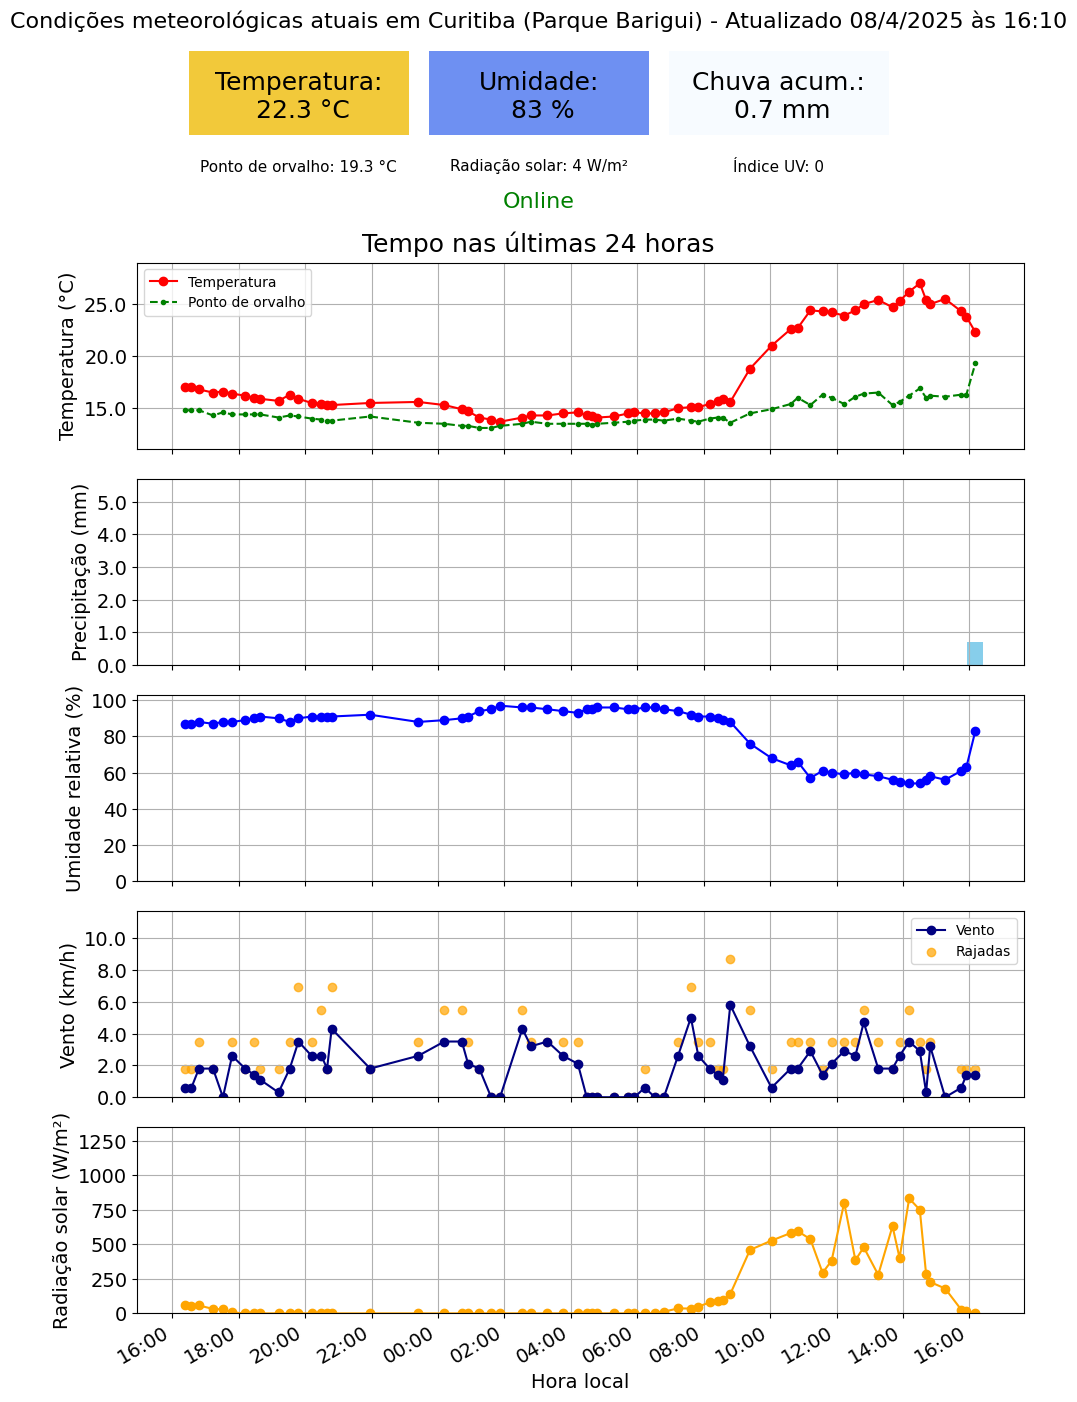 Condições meteorológicas atuais em Curitiba (Parque Barigui) - Atualizado 08/4/2025 às 16:10
Temperatura:
22.3 °C
Umidade:
83 %
Chuva acum.:
0.7 mm
Ponto de orvalho: 19.3 °C
Radiação solar: 4 W/m²
Índice UV: 0
Online
Tempo nas últimas 24 horas
Temperatura (°C)
25.0
20.0
15.0
Temperatura
Ponto de orvalho
Precipitação (mm)
5.0
4.0
3.0
2.0
1.0
0.0
Umidade relativa (%)
100
80
60
40
20
0
Vento (km/h)
10.0
8.0
6.0
4.0
2.0
0.0
Vento
Rajadas
Radiação solar (W/m²)
1250
1000
750
500
250
0
16:00
18:00
20:00
22:00
00:00
02:00
04:00
06:00
08:00
10:00
12:00
14:00
16:00
Hora local